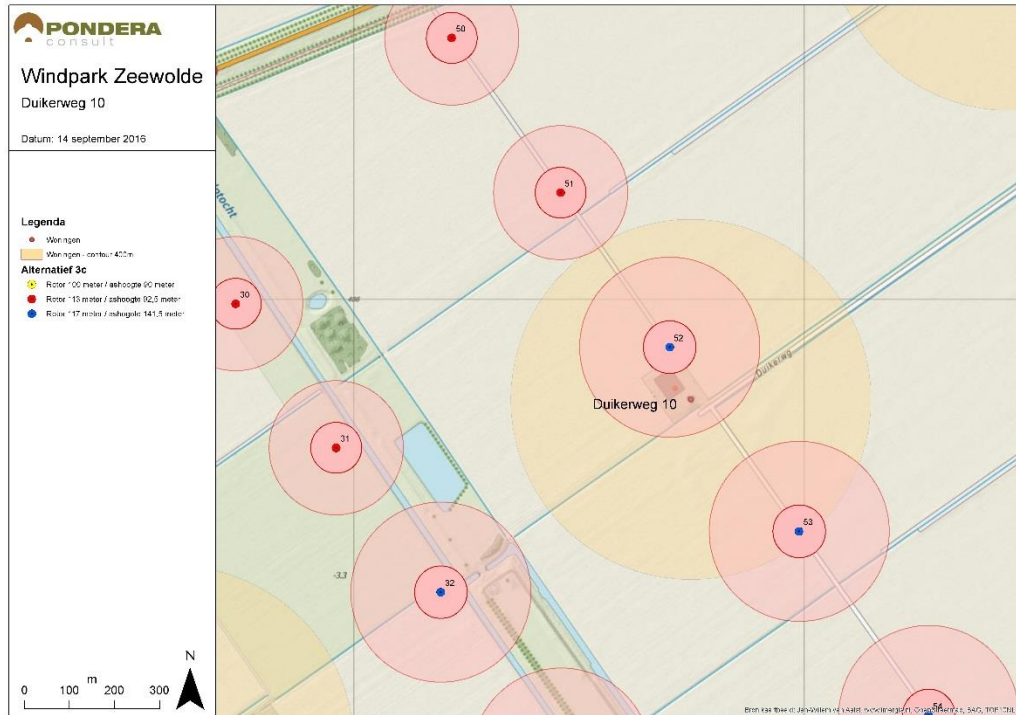 PONDERA
consult
Windpark Zeewolde
Duikerweg 10
Datum: 14 september 2016
Legenda
Woningen
Woningen - contour 400m
Alternatief 3c
Rotor 100 meter / ashoogte 90 meter
Rotor 113 meter / ashoogte 92,5 meter
Rotor 117 meter / ashoogte 141,5 meter
m
0 100 200 300
N
50
51
30
52
Duikerweg
Duikerweg 10
31
53
32
-3.3
54